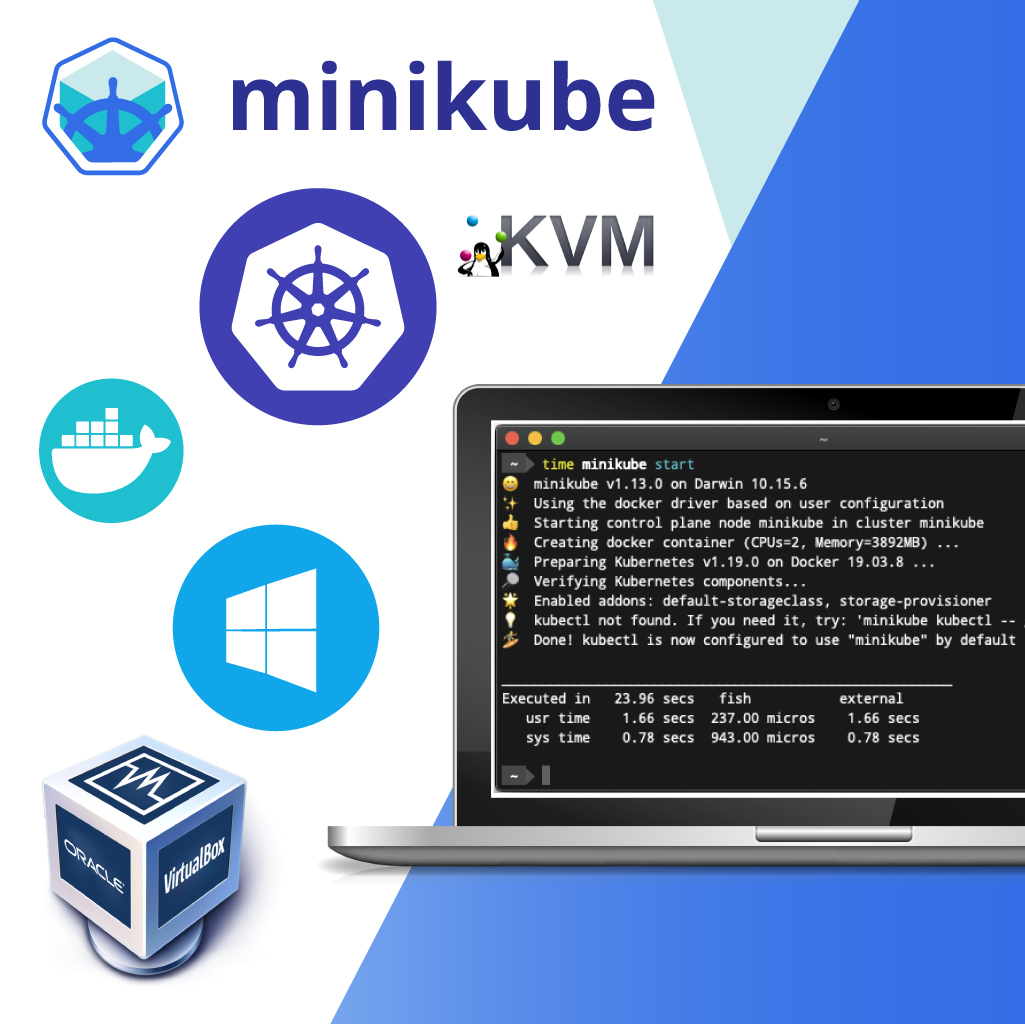 minikube
KVM
ORACLE
VirtualBox
~
~ time minikube start
minikube v1.13.0 on Darwin 10.15.6
Using the docker driver based on user configuration
Starting control plane node minikube in cluster minikube
Creating docker container (CPUs=2, Memory=3892MB) ...
Preparing Kubernetes v1.19.0 on Docker 19.03.8 ...
Verifying Kubernetes components...
Enabled addons: default-storageclass, storage-provisioner
kubectl not found. If you need it, try: 'minikube kubectl --
Done! kubectl is now configured to use "minikube" by default
Executed in 23.96 secs fish external
usr time 1.66 secs 237.00 micros 1.66 secs
sys time 0.78 secs 943.00 micros 0.78 secs
~